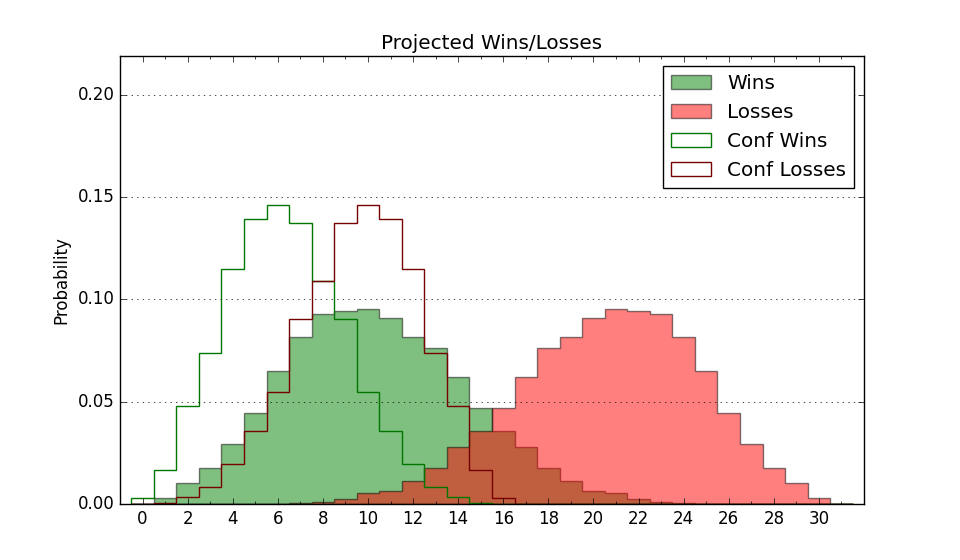 Projected Wins/Losses
Wins
Losses
Conf Wins
Conf Losses
Probability
0.20
0.15
0.10
0.05
0.00
0 2 4 6 8 10 12 14 16 18 20 22 24 26 28 30